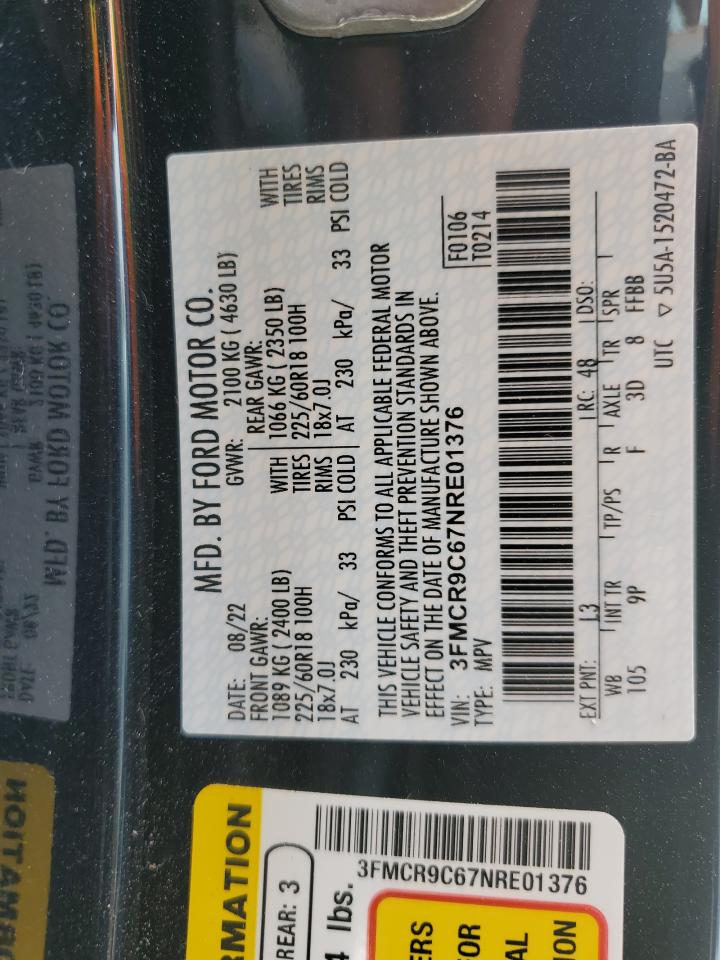 MFD. BY FORD MOTOR CO.
DATE: 08/22 GVWR: 2100 KG ( 4630 LB)
FRONT GAWR: REAR GAWR:
1089 KG ( 2400 LB) WITH 1066 KG ( 2350 LB) WITH
225/60R18 100H TIRES 225/60R18 100H TIRES
18x7.0J RIMS 18x7.0J RIMS
AT 230 kPa/ 33 PSI COLD AT 230 kPa/ 33 PSI COLD
THIS VEHICLE CONFORMS TO ALL APPLICABLE FEDERAL MOTOR
VEHICLE SAFETY AND THEFT PREVENTION STANDARDS IN
EFFECT ON THE DATE OF MANUFACTURE SHOWN ABOVE.
VIN: 3FMCR9C67NRE01376 F0106
TYPE: MPV T0214
EXT PNT: L3 RC: 48 DSO:
WB INT TR TP/PS R AXLE TR SPR
105 9P F 3D 8 FFBB
UTC ▽ 5U5A-1520472-BA
RMATION
REAR: 3
lbs.
3FMCR9C67NRE01376
ERS
OR
AL
ION